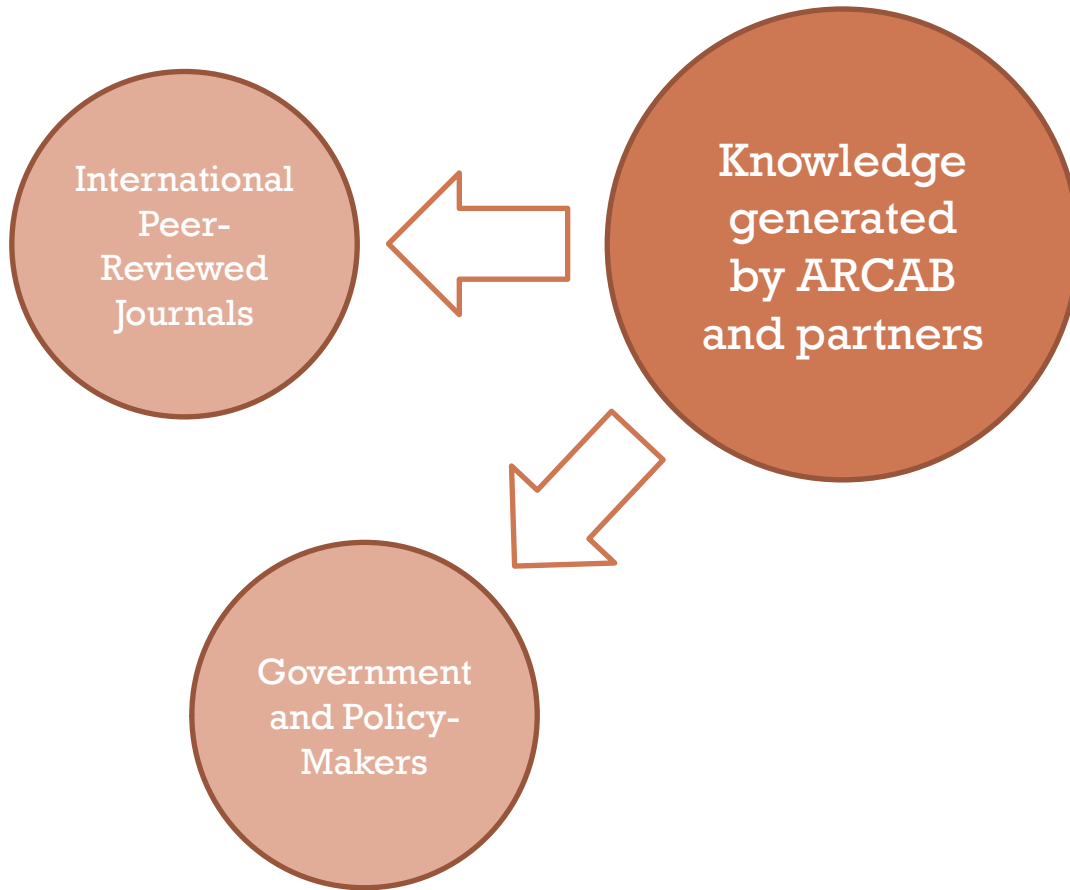 International
Peer-
Reviewed
Journals
Knowledge
generated
by ARCAB
and partners
Government
and Policy-
Makers